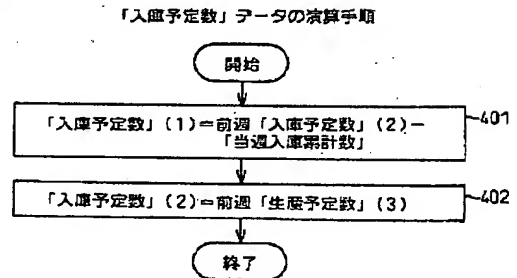 「入庫予定数」データの演算手順
開始
「入庫予定数」(1)=前週「入庫予定数」(2)-
「当週入庫累計数」
401
「入庫予定数」(2)=前週「生産予定数」(3)
402
終了